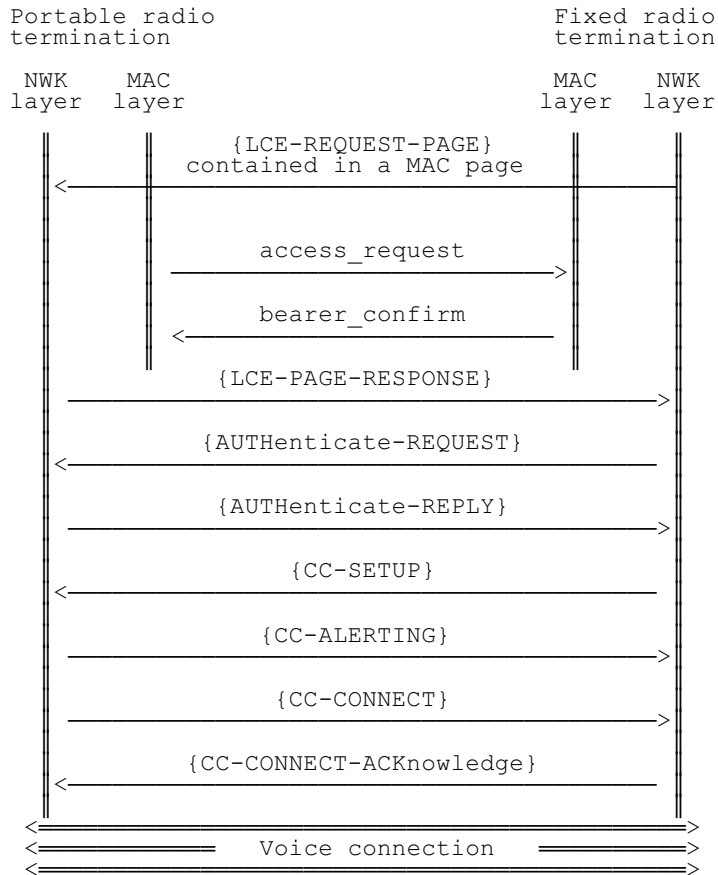 Portable radio termination
Fixed radio termination
NWK layer
MAC layer
MAC layer
NWK layer
{LCE-REQUEST-PAGE}
contained in a MAC page
access_request
bearer_confirm
{LCE-PAGE-RESPONSE}
{AUTHenticate-REQUEST}
{AUTHenticate-REPLY}
{CC-SETUP}
{CC-ALERTING}
{CC-CONNECT}
{CC-CONNECT-ACKnowledge}
Voice connection